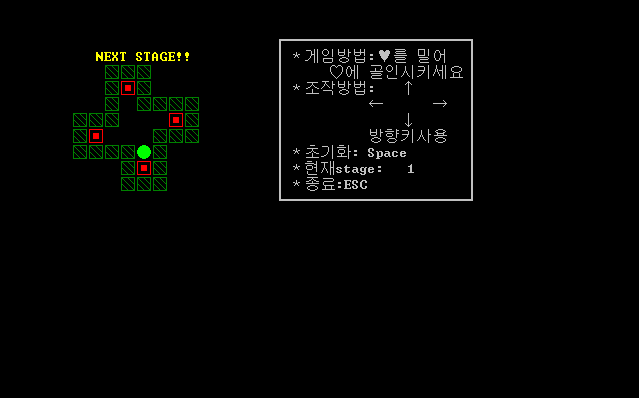 NEXT STAGE!!
*게임방법:♥를 밀어
♡에 골인시키세요
*조작방법: ↑
← →
↓
방향키사용
*초기화: Space
*현재stage: 1
*종료:ESC